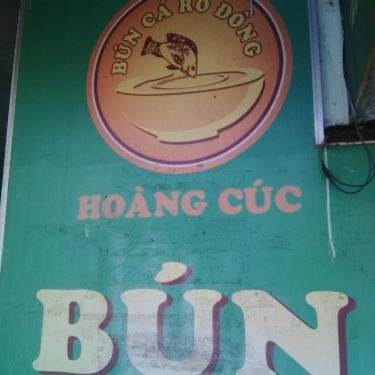 BÚN CÁ RÔ ĐỒNG
HOÀNG CÚC
BÚN